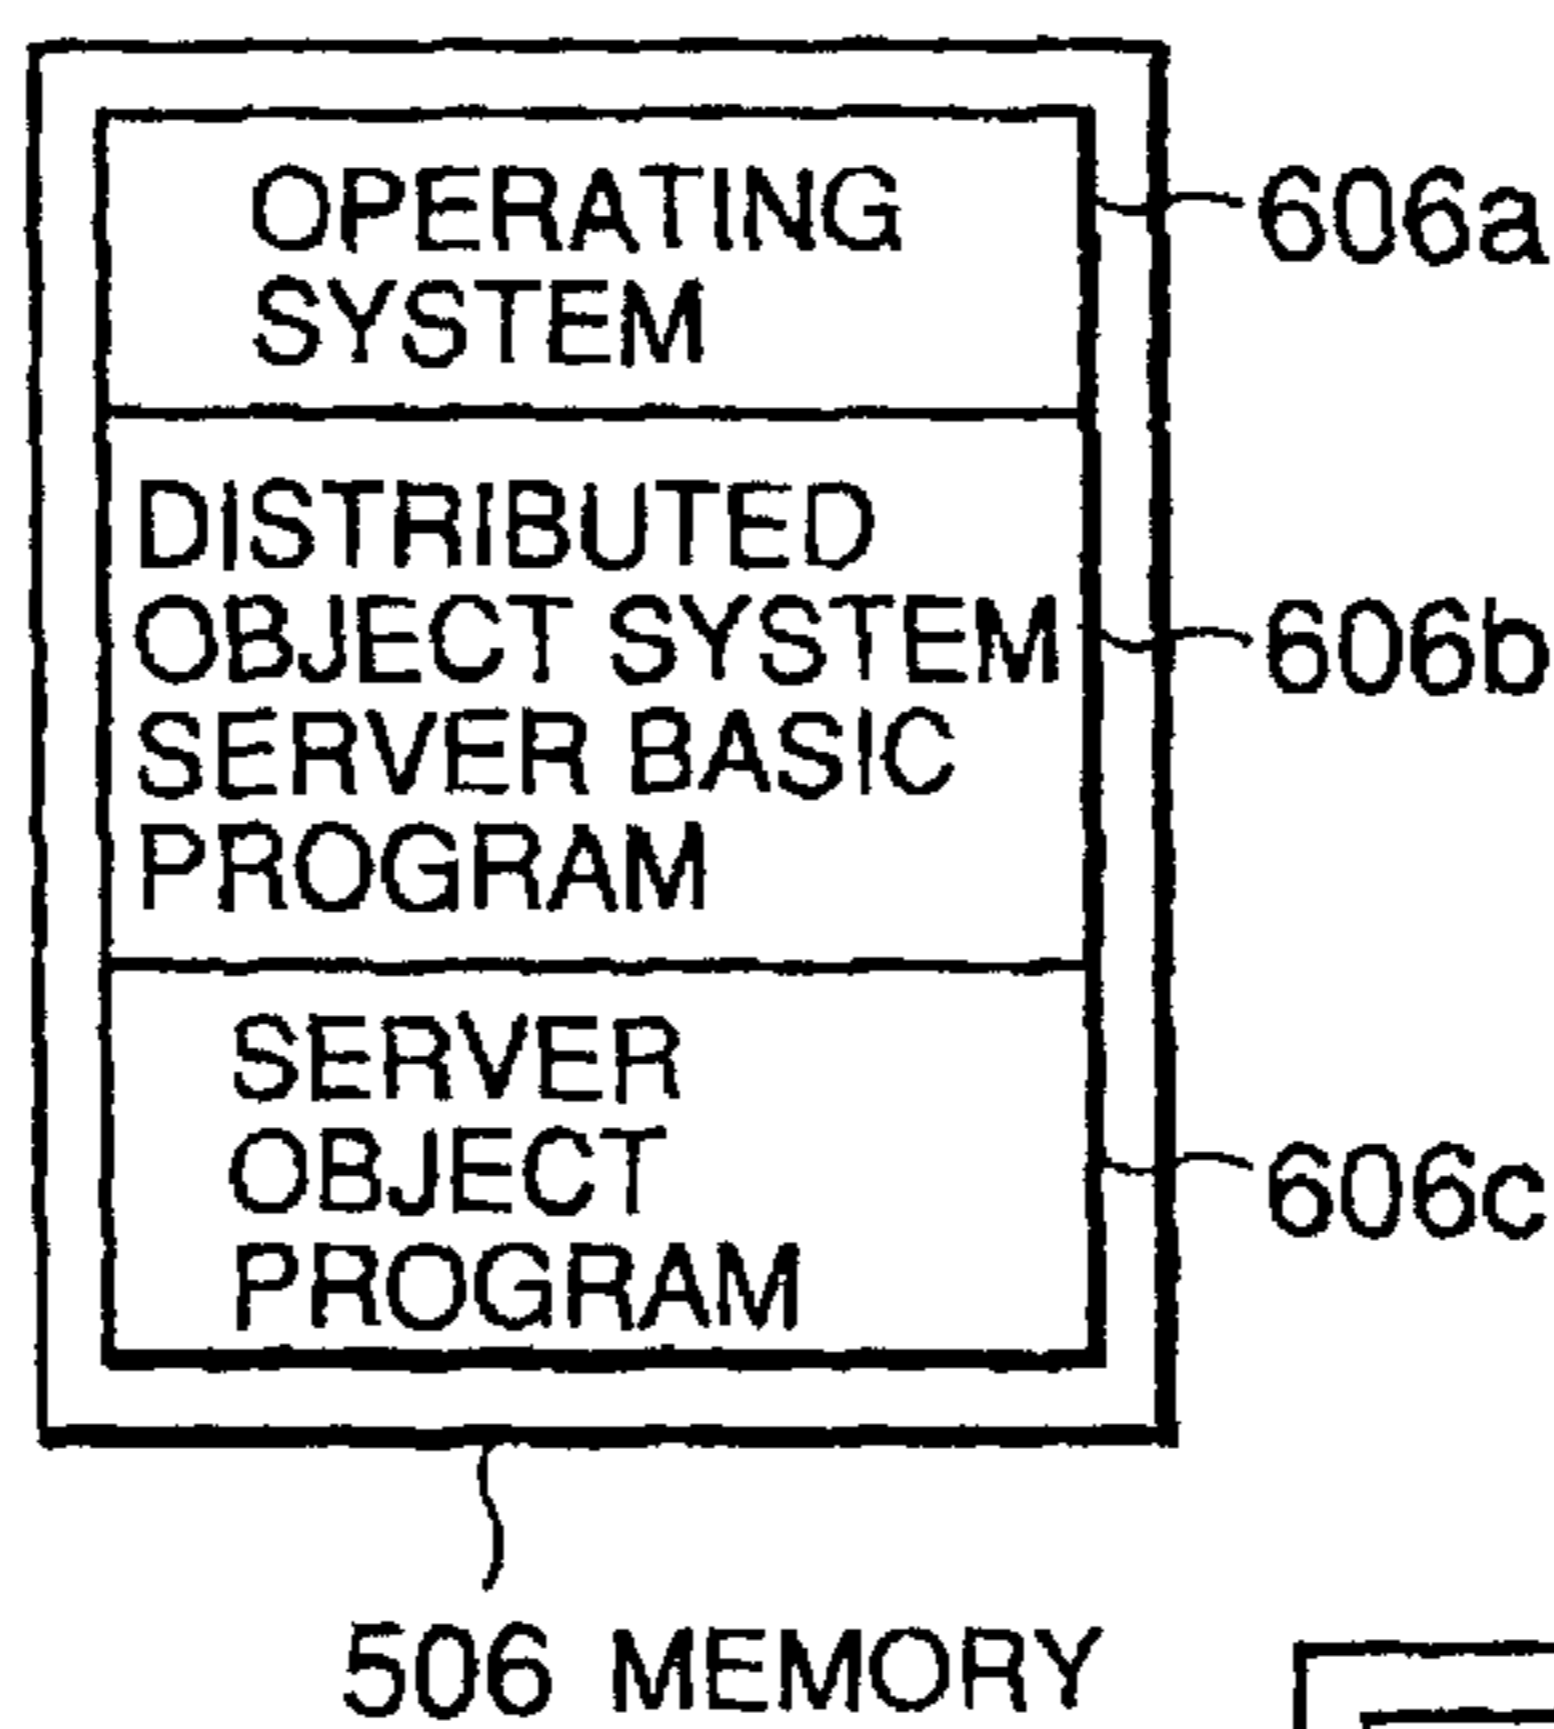 OPERATING
SYSTEM
606a
DISTRIBUTED
OBJECT SYSTEM
SERVER BASIC
PROGRAM
606b
SERVER
OBJECT
PROGRAM
606c
506 MEMORY